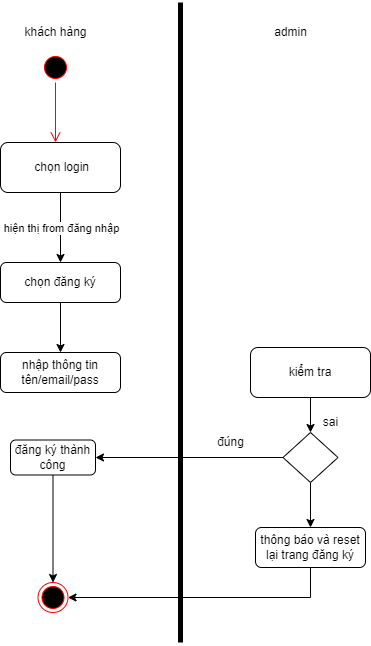 khách hàng
admin
chọn login
hiện thị from đăng nhập
chọn đăng ký
nhập thông tin
tên/email/pass
kiểm tra
sai
đúng
đăng ký thành
công
thông báo và reset
lại trang đăng ký